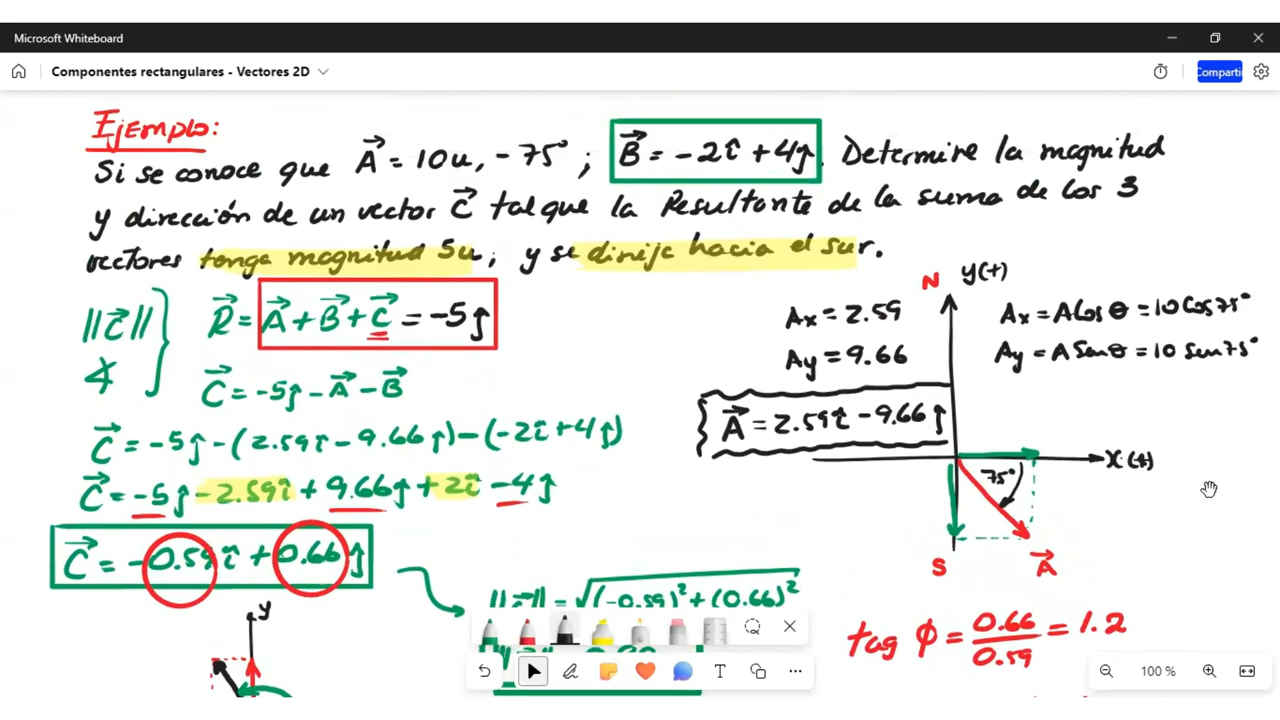 Microsoft Whiteboard
Componentes rectangulares - Vectores 2D
Comparti
Ejemplo:
Si se conoce que A⃗ = 10u, -75° ; B⃗ = -2î + 4ĵ. Determine la magnitud
y dirección de un vector C⃗ tal que la Resultante de la suma de los 3
vectores tenga magnitud 5u, y se dirija hacia el sur.
||C⃗||
∡
R⃗ = A⃗ + B⃗ + C⃗ = -5ĵ
C⃗ = -5ĵ - A⃗ - B⃗
C⃗ = -5ĵ - (2.59î - 9.66ĵ) - (-2î + 4ĵ)
C⃗ = -5ĵ - 2.59î + 9.66ĵ + 2î - 4ĵ
C⃗ = -0.59î + 0.66ĵ
y
||C⃗|| = √(-0.59)² + (0.66)²
Ax = 2.59
Ay = 9.66
A⃗ = 2.59î - 9.66ĵ
N
y(+)
Ax = A Cos θ = 10 Cos 75°
Ay = A Sen θ = 10 Sen 75°
x(+)
75°
S
A⃗
tag ϕ = 0.66 / 0.59 = 1.2
100 %